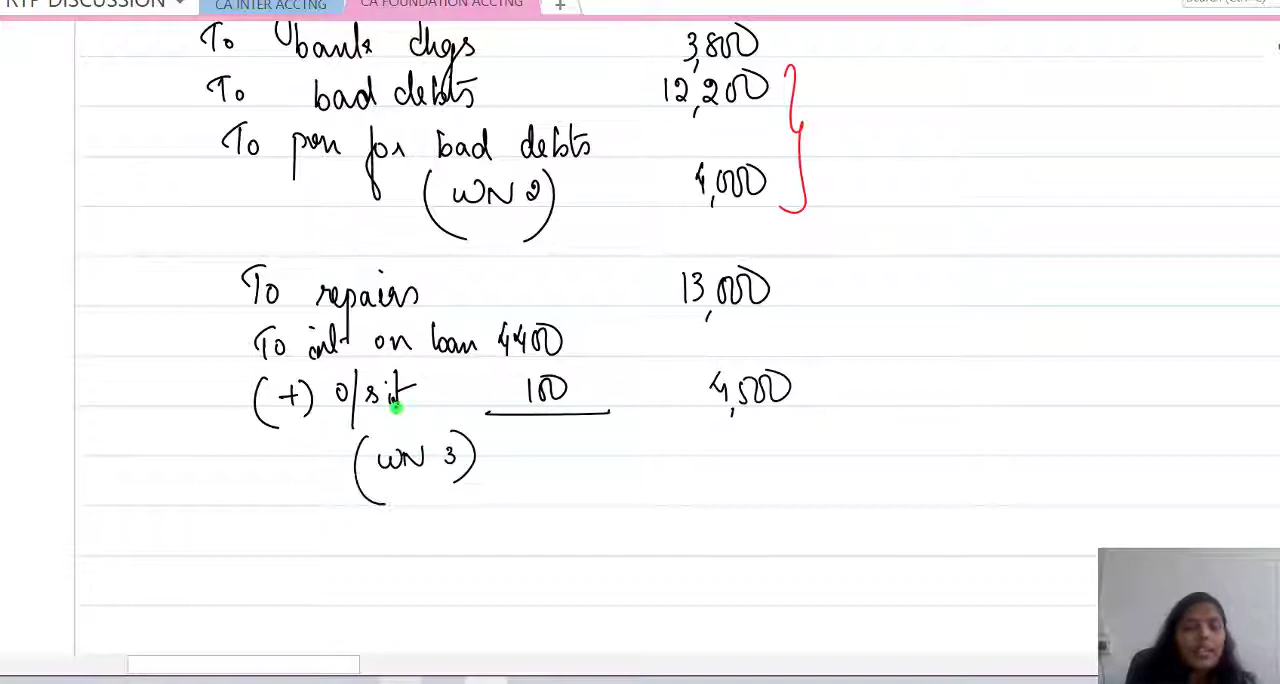 RTP DISCUSSION
CA INTER ACCTNG
CA FOUNDATION ACCTNG
+
To bank chgs 3,800
To bad debts 12,200
To provn for bad debts
(WN 2) 4,000
To repairs 13,000
To int on loan 4400
(+) o/s int 100 4,500
(WN 3)